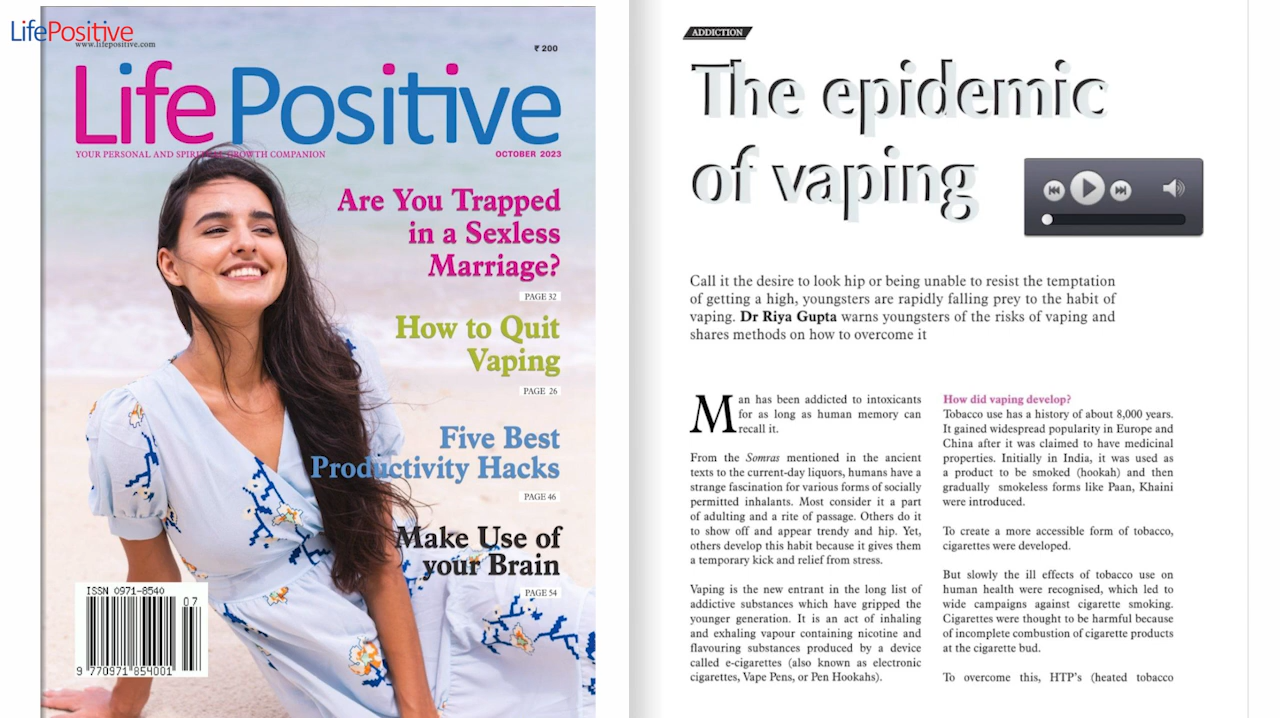 LifePositive
www.lifepositive.com
₹ 200
LifePositive
YOUR PERSONAL AND SPIRITUAL GROWTH COMPANION
OCTOBER 2023
Are You Trapped
in a Sexless
Marriage?
PAGE 32
How to Quit
Vaping
PAGE 26
Five Best
Productivity Hacks
PAGE 46
Make Use of
your Brain
PAGE 54
ISSN 0971-8540
07
9 770971 854001
ADDICTION
The epidemic
of vaping
Call it the desire to look hip or being unable to resist the temptation
of getting a high, youngsters are rapidly falling prey to the habit of
vaping. Dr Riya Gupta warns youngsters of the risks of vaping and
shares methods on how to overcome it
Man has been addicted to intoxicants
for as long as human memory can
recall it.
From the Somras mentioned in the ancient
texts to the current-day liquors, humans have a
strange fascination for various forms of socially
permitted inhalants. Most consider it a part
of adulting and a rite of passage. Others do it
to show off and appear trendy and hip. Yet,
others develop this habit because it gives them
a temporary kick and relief from stress.
Vaping is the new entrant in the long list of
addictive substances which have gripped the
younger generation. It is an act of inhaling
and exhaling vapour containing nicotine and
flavouring substances produced by a device
called e-cigarettes (also known as electronic
cigarettes, Vape Pens, or Pen Hookahs).
How did vaping develop?
Tobacco use has a history of about 8,000 years.
It gained widespread popularity in Europe and
China after it was claimed to have medicinal
properties. Initially in India, it was used as
a product to be smoked (hookah) and then
gradually smokeless forms like Paan, Khaini
were introduced.
To create a more accessible form of tobacco,
cigarettes were developed.
But slowly the ill effects of tobacco use on
human health were recognised, which led to
wide campaigns against cigarette smoking.
Cigarettes were thought to be harmful because
of incomplete combustion of cigarette products
at the cigarette bud.
To overcome this, HTP's (heated tobacco